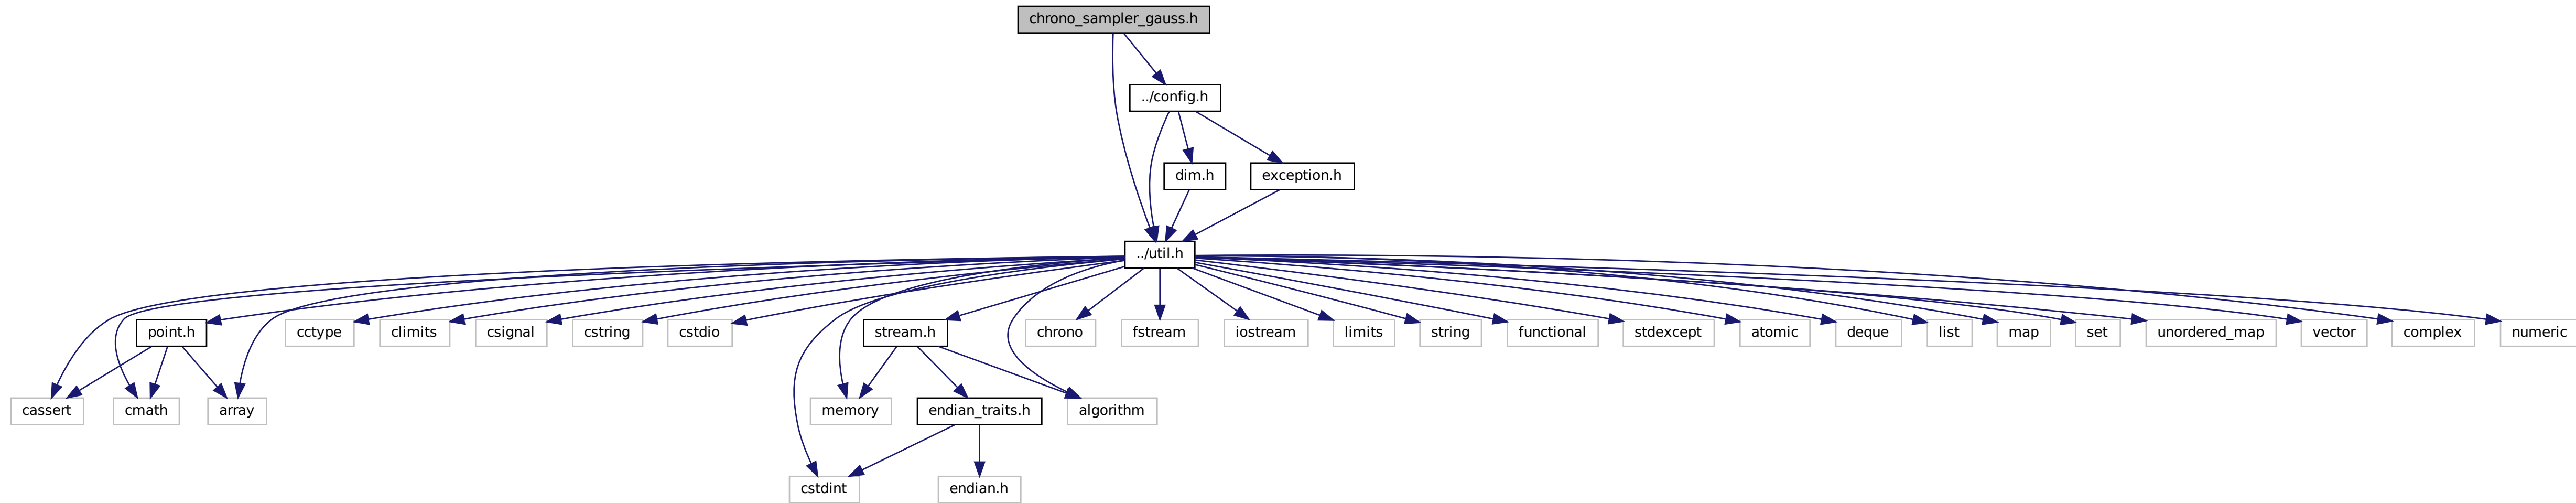 chrono_sampler_gauss.h
../config.h
dim.h
exception.h
../util.h
point.h
cctype
climits
csignal
cstring
cstdio
stream.h
chrono
fstream
iostream
limits
string
functional
stdexcept
atomic
deque
list
map
set
unordered_map
vector
complex
numeric
cassert
cmath
array
memory
endian_traits.h
algorithm
cstdint
endian.h